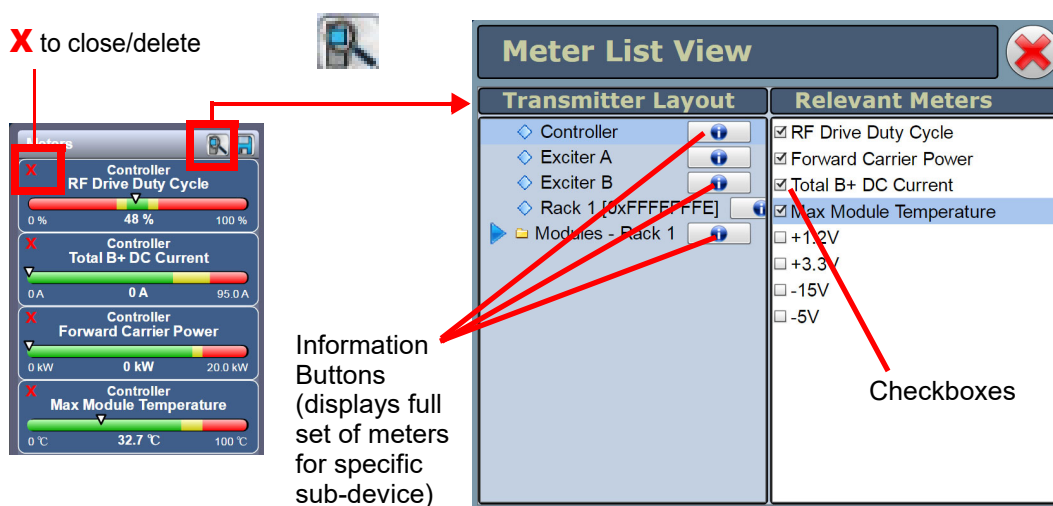 X to close/delete
Meters
X
Controller
RF Drive Duty Cycle
0 % 48 % 100 %
X
Controller
Total B+ DC Current
0 A 0 A 95.0 A
X
Controller
Forward Carrier Power
0 kW 0 kW 20.0 kW
X
Controller
Max Module Temperature
0 °C 32.7 °C 100 °C
Information
Buttons
(displays full
set of meters
for specific
sub-device)
Meter List View
Transmitter Layout
Controller
Exciter A
Exciter B
Rack 1 [0xFFFFFFFE]
Modules - Rack 1
Relevant Meters
RF Drive Duty Cycle
Forward Carrier Power
Total B+ DC Current
Max Module Temperature
+1.2V
+3.3V
-15V
-5V
Checkboxes